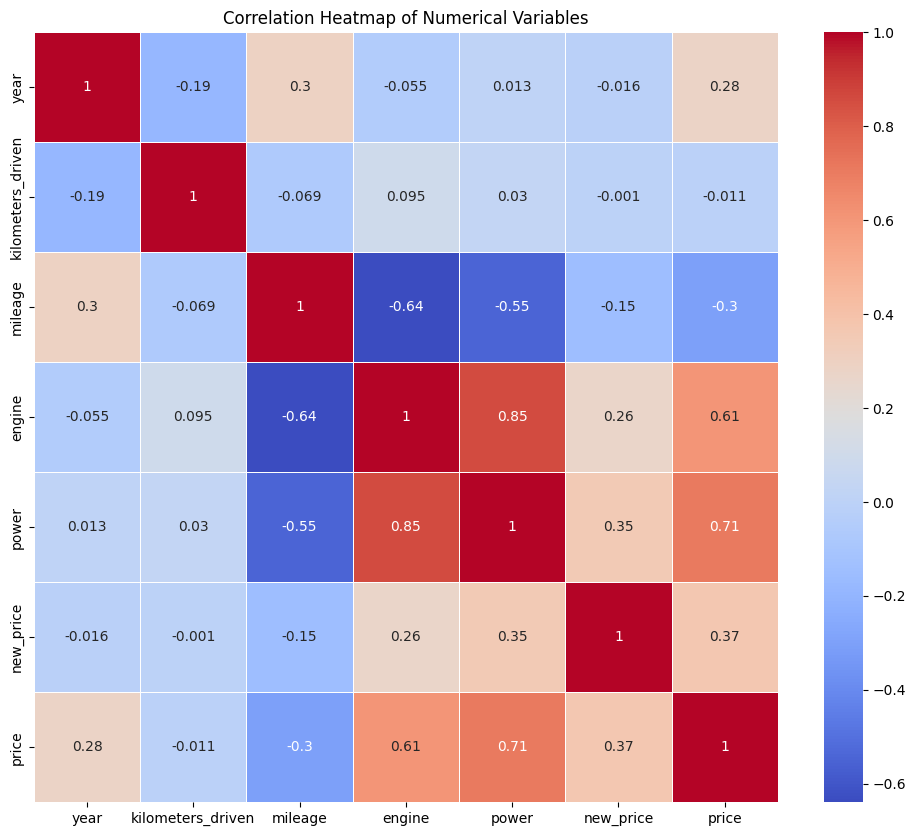 Correlation Heatmap of Numerical Variables
year 1 -0.19 0.3 -0.055 0.013 -0.016 0.28
kilometers_driven -0.19 1 -0.069 0.095 0.03 -0.001 -0.011
mileage 0.3 -0.069 1 -0.64 -0.55 -0.15 -0.3
engine -0.055 0.095 -0.64 1 0.85 0.26 0.61
power 0.013 0.03 -0.55 0.85 1 0.35 0.71
new_price -0.016 -0.001 -0.15 0.26 0.35 1 0.37
price 0.28 -0.011 -0.3 0.61 0.71 0.37 1
year kilometers_driven mileage engine power new_price price
1.0
0.8
0.6
0.4
0.2
0.0
−0.2
−0.4
−0.6